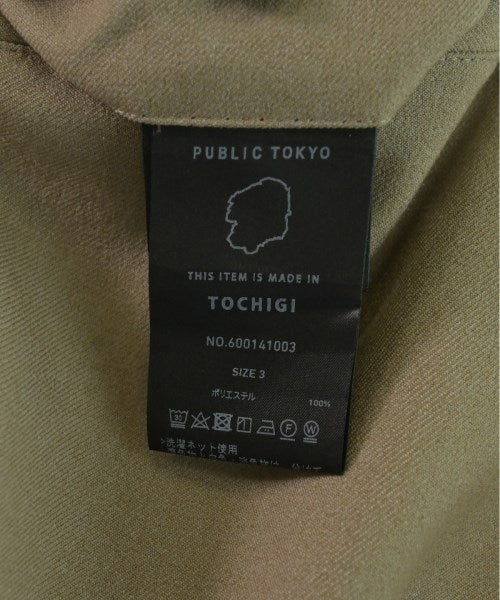 PUBLIC TOKYO
THIS ITEM IS MADE IN
TOCHIGI
NO.600141003
SIZE 3
ポリエステル 100%
30 F W
>洗濯ネット使用